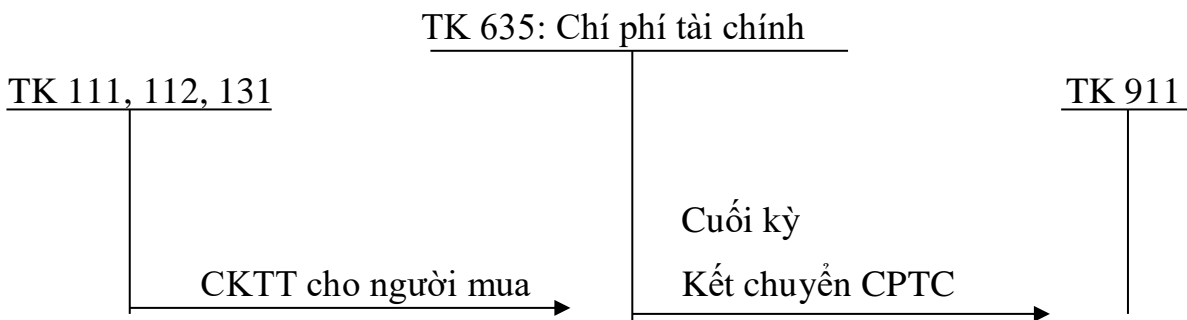 TK 635: Chí phí tài chính
TK 111, 112, 131
TK 911
Cuối kỳ
CKTT cho người mua
Kết chuyển CPTC